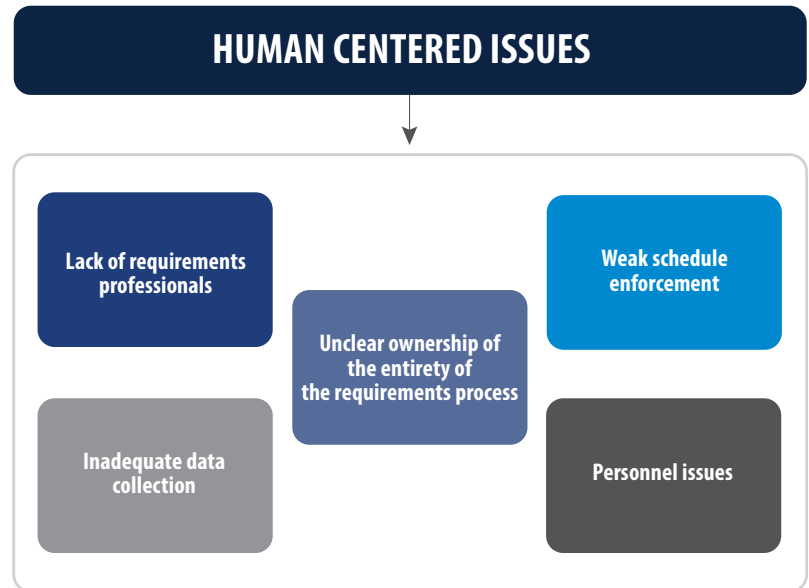 HUMAN CENTERED ISSUES
Lack of requirements
professionals
Weak schedule
enforcement
Unclear ownership of
the entirety of
the requirements process
Inadequate data
collection
Personnel issues